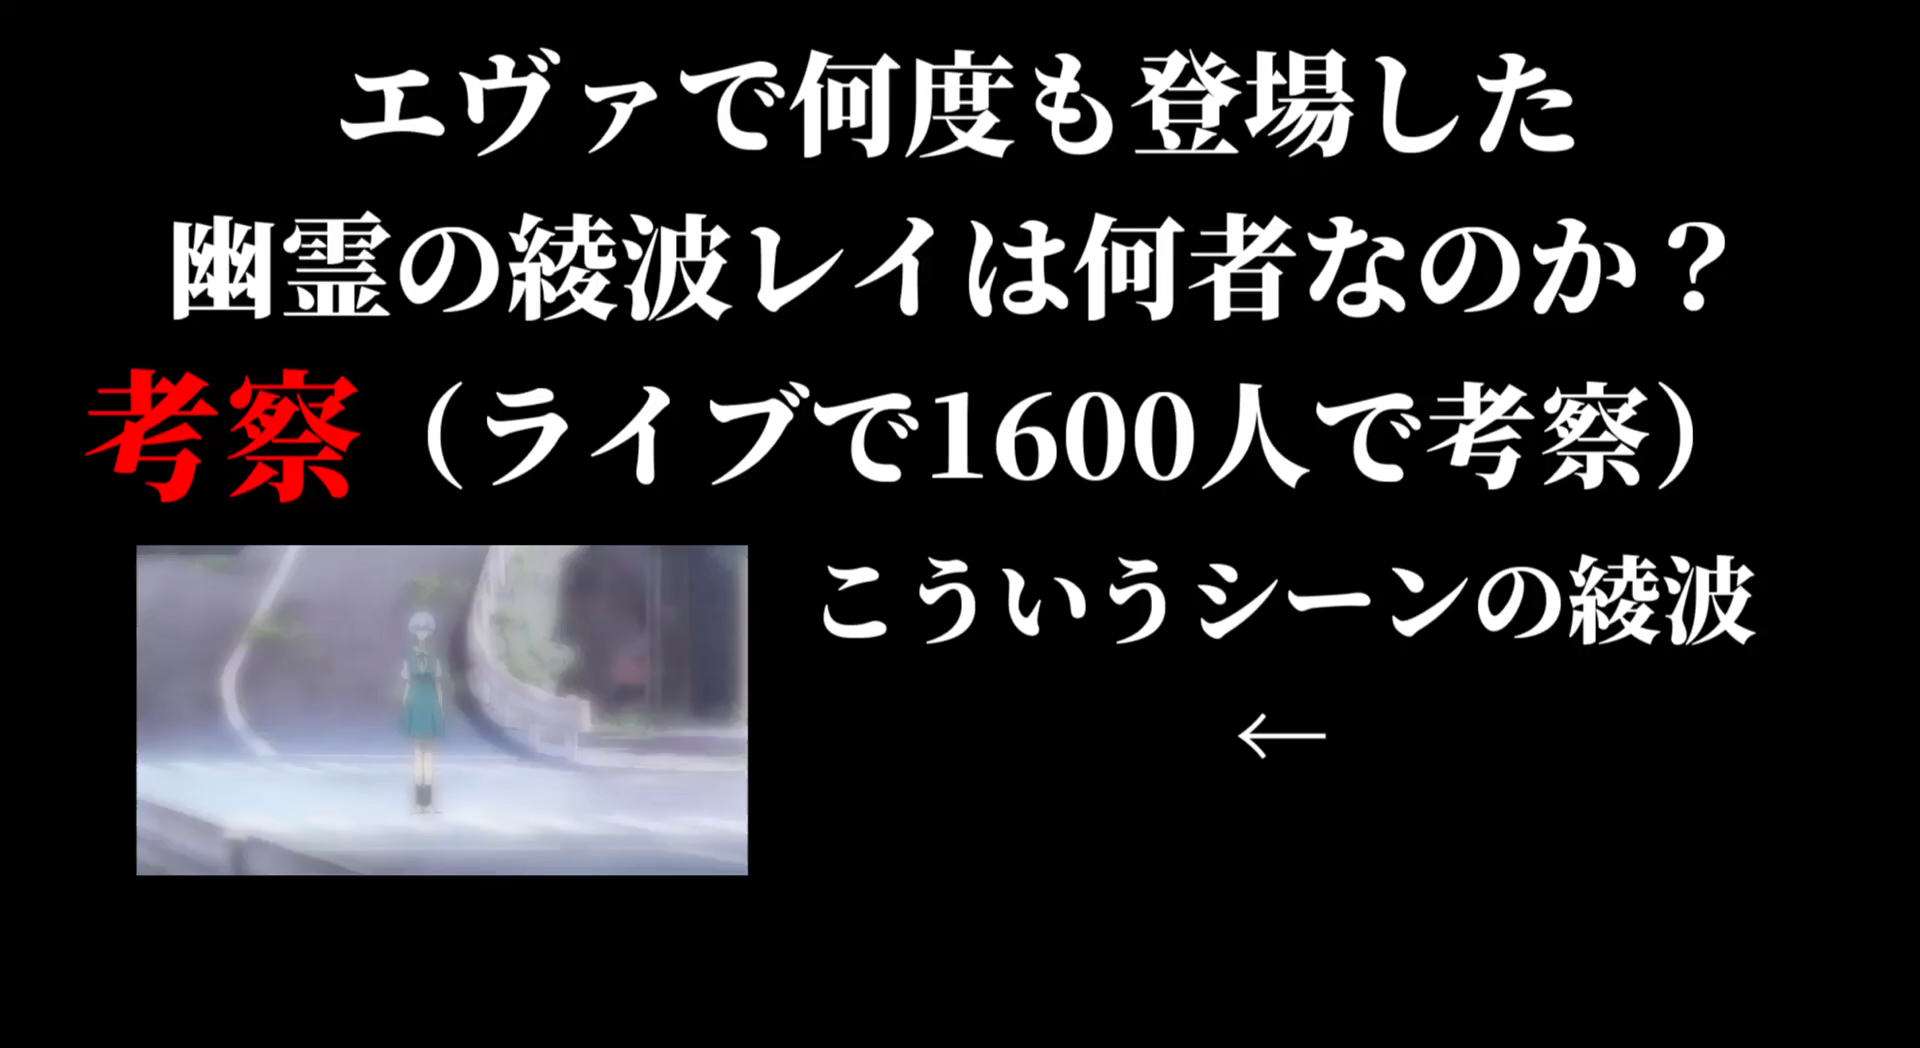 エヴァで何度も登場した
幽霊の綾波レイは何者なのか？
考察（ライブで1600人で考察）
こういうシーンの綾波
←